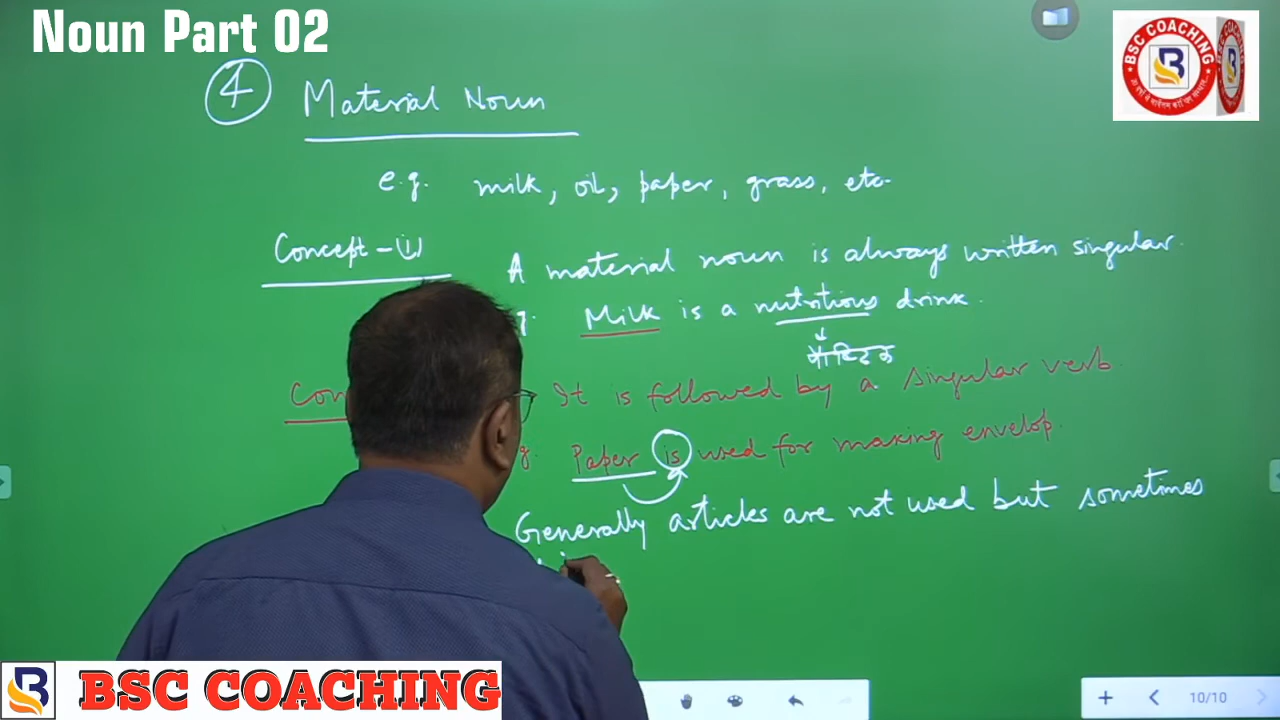 Noun Part 02
BSC COACHING
④ Material Noun
e.g. milk, oil, paper, grass, etc.
Concept-(1) A material noun is always written singular.
g. Milk is a nutritious drink.
पौष्टिक
Con It is followed by a singular verb.
g. Paper is used for making envelop.
Generally articles are not used but sometimes
BSC COACHING
10/10